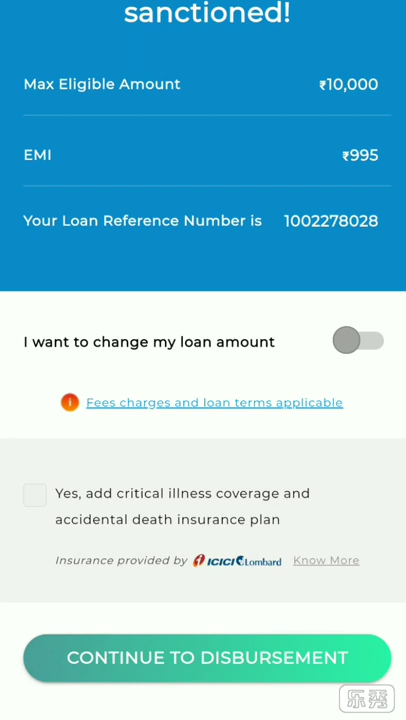 sanctioned!
Max Eligible Amount ₹10,000
EMI ₹995
Your Loan Reference Number is 1002278028
I want to change my loan amount
i Fees charges and loan terms applicable
Yes, add critical illness coverage and
accidental death insurance plan
Insurance provided by ICICI Lombard Know More
CONTINUE TO DISBURSEMENT
乐秀